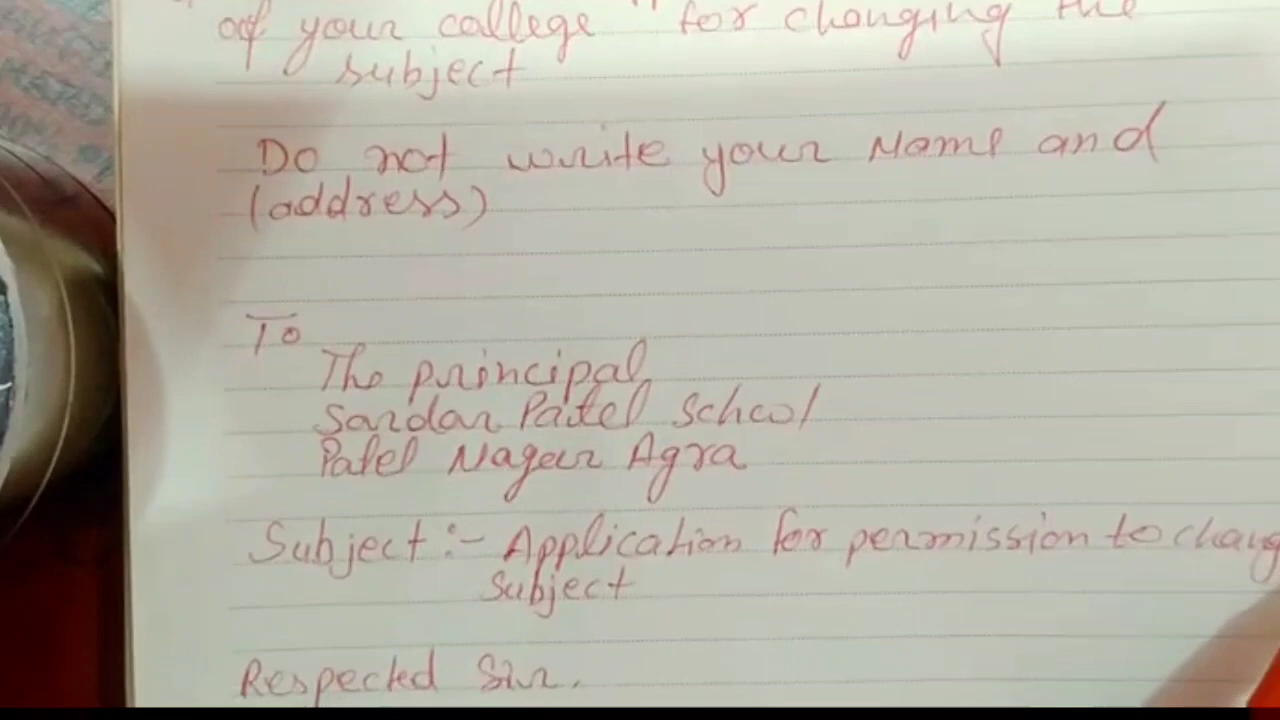 of your college" for changing the
subject
Do not write your Name and
(address)
To
The principal
Sardar Patel School
Patel Nagar Agra
Subject :- Application for permission to chang
Subject
Respected Sir.